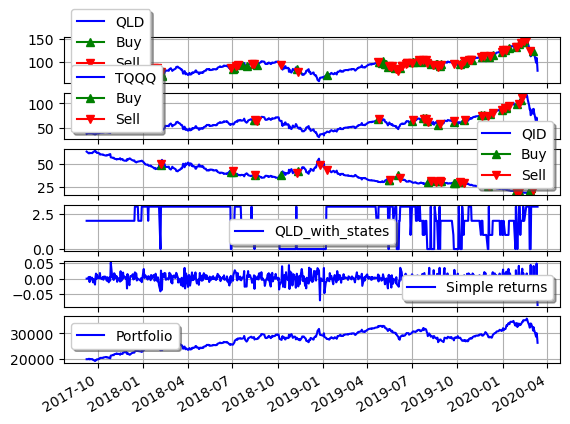 QLD
Buy
Sell
150
100
TQQQ
Buy
Sell
100
50
QID
Buy
Sell
50
25
2.5
0.0
QLD_with_states
0.05
0.00
−0.05
Simple returns
30000
20000
Portfolio
2017-10
2018-01
2018-04
2018-07
2018-10
2019-01
2019-04
2019-07
2019-10
2020-01
2020-04